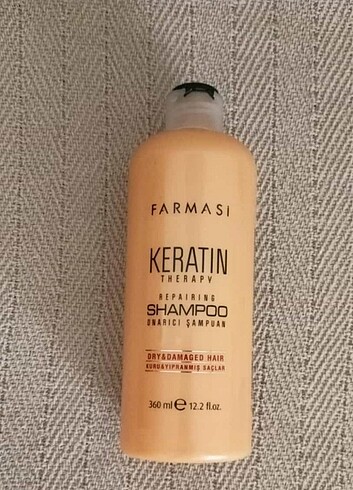 FARMASİ
KERATIN
THERAPY
REPAIRING
SHAMPOO
ONARICI ŞAMPUAN
DRY&DAMAGED HAIR
KURU&YIPRANMIŞ SAÇLAR
360 ml ℮ 12.2 fl.oz.